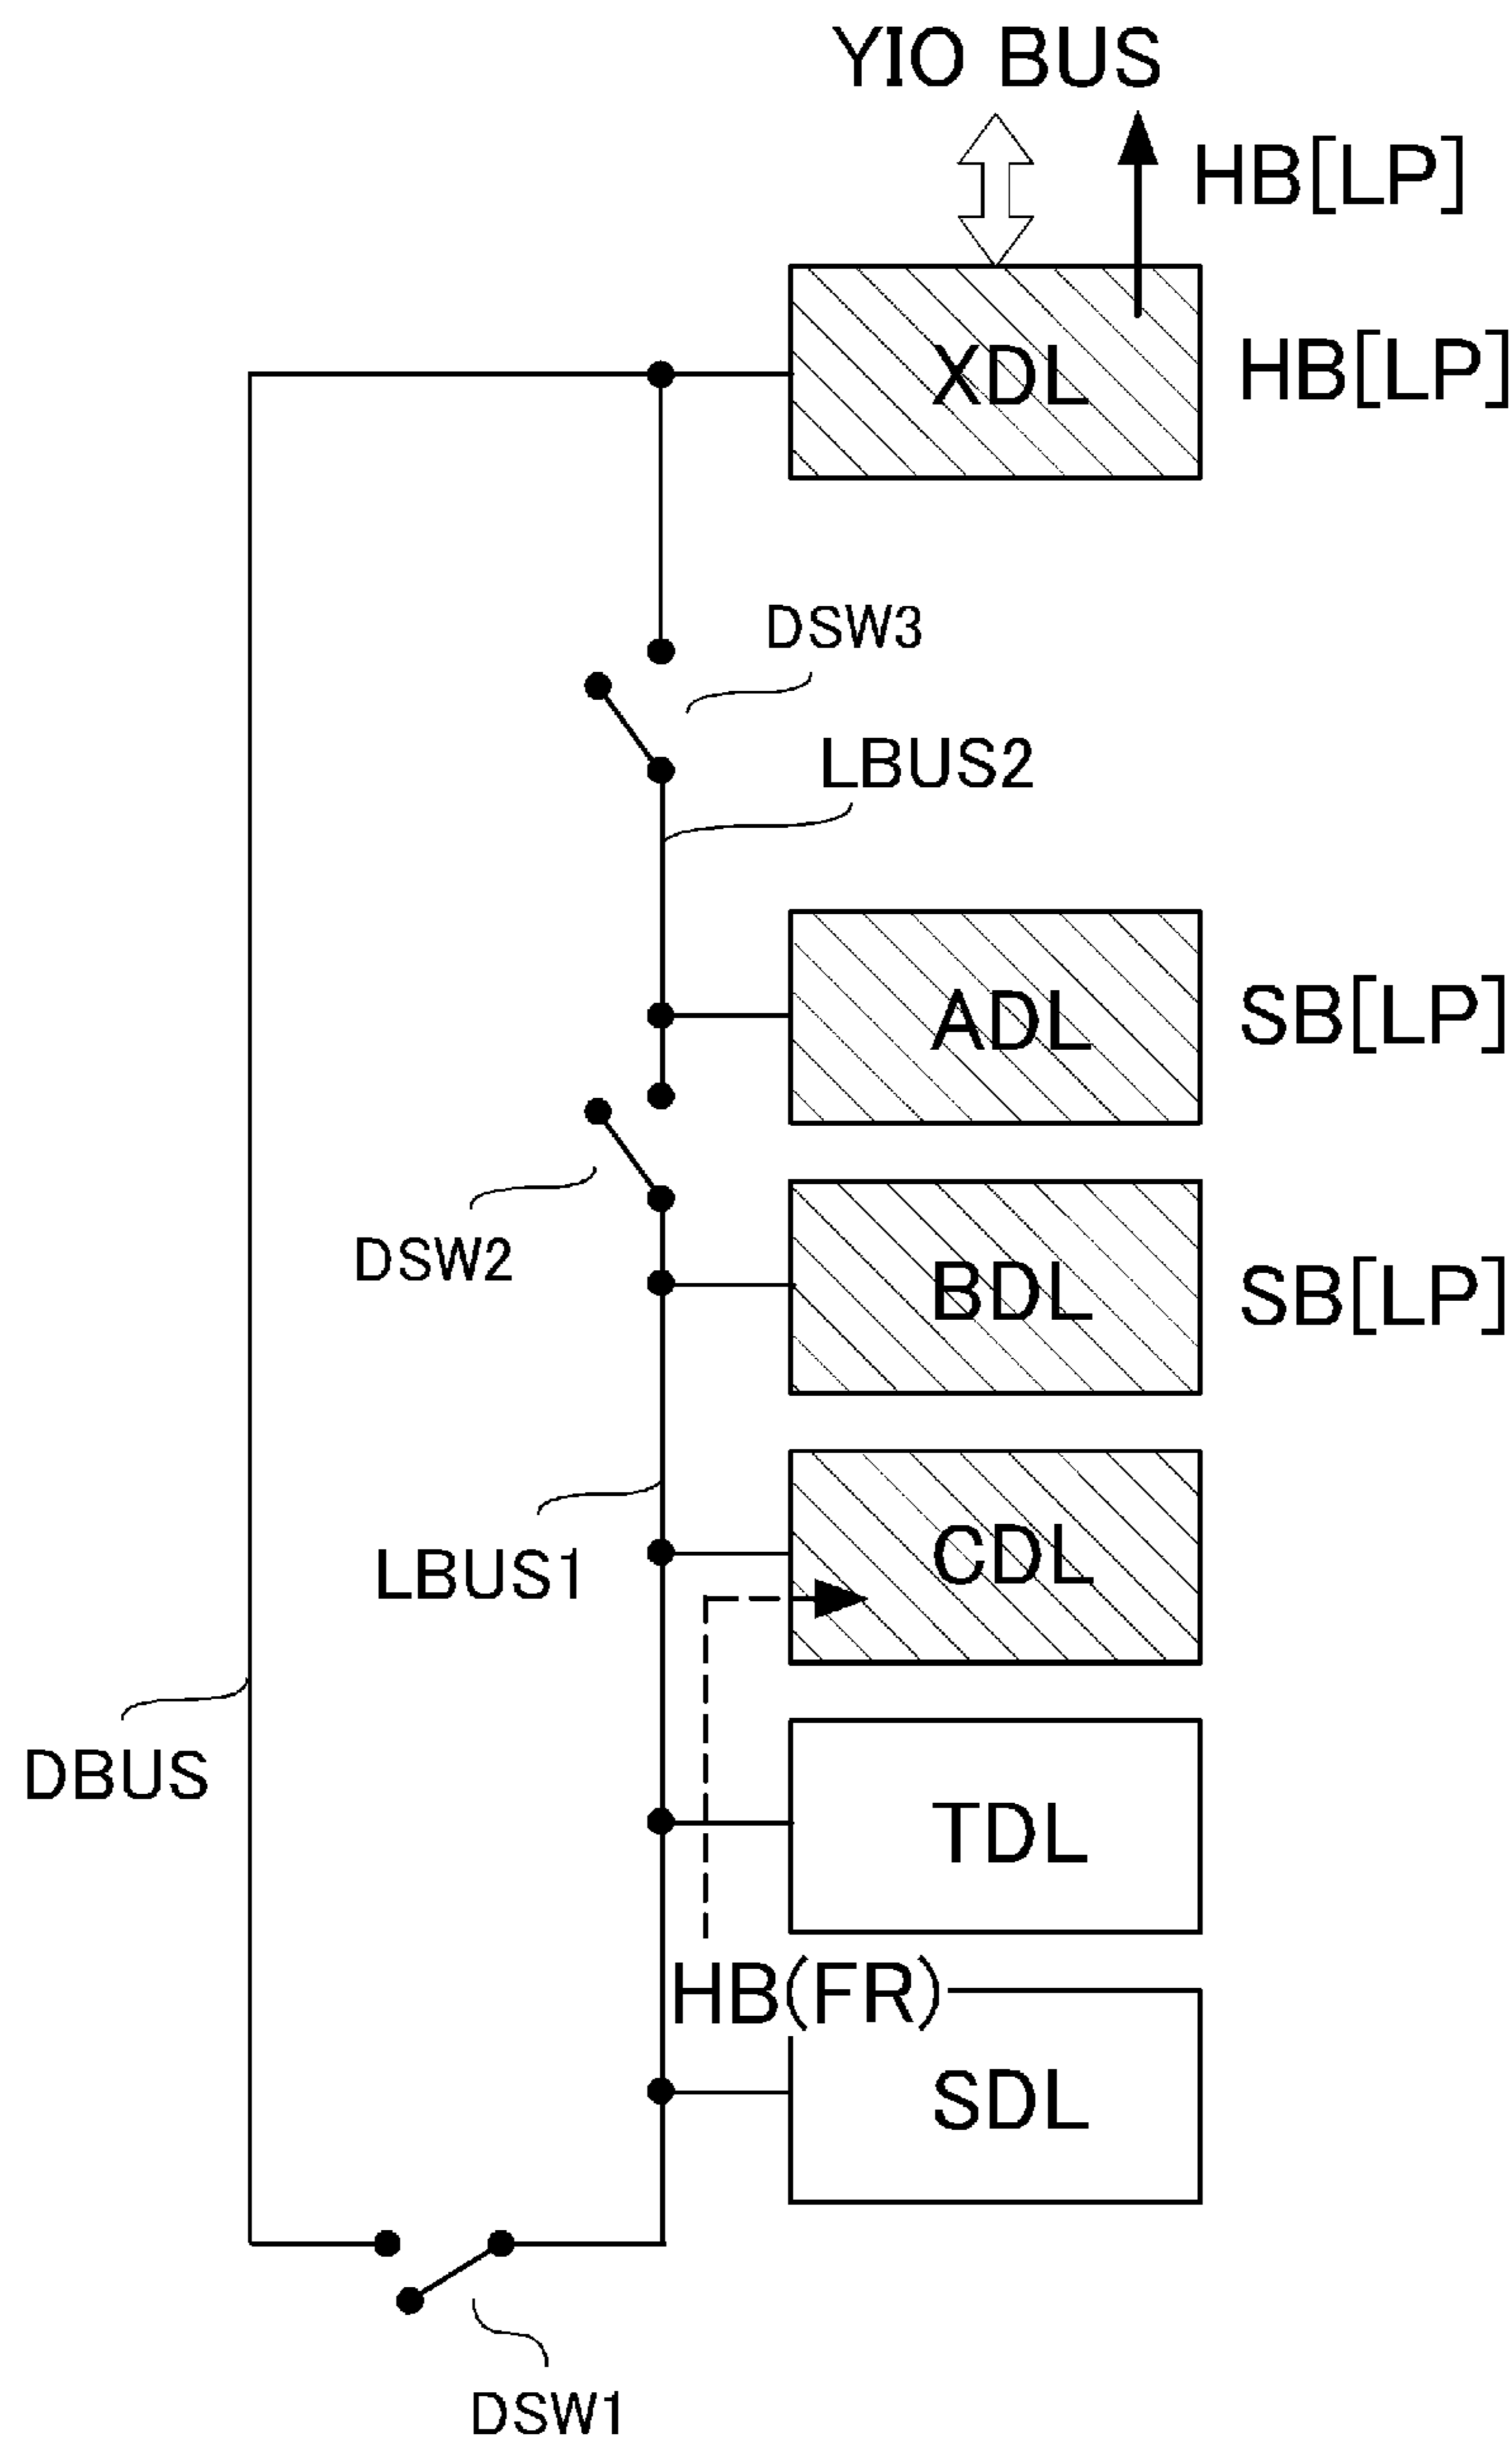 YIO BUS
HB[LP]
XDL
HB[LP]
DSW3
LBUS2
ADL
SB[LP]
DSW2
BDL
SB[LP]
LBUS1
CDL
DBUS
TDL
HB(FR)
SDL
DSW1